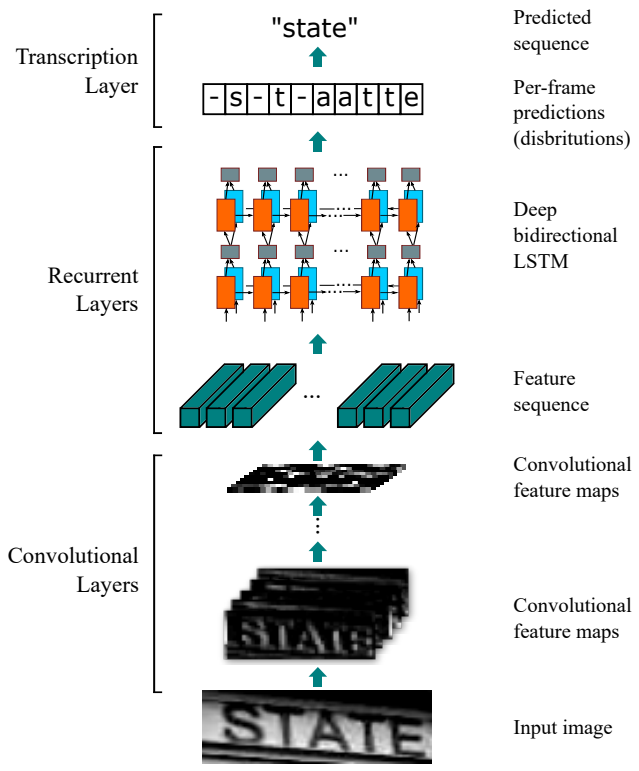 "state"
Predicted
sequence
Transcription
Layer
- s - t - a a t t e
Per-frame
predictions
(disbritutions)
...
Deep
bidirectional
LSTM
Recurrent
Layers
...
Feature
sequence
Convolutional
feature maps
...
Convolutional
Layers
STATE
Convolutional
feature maps
STATE
Input image